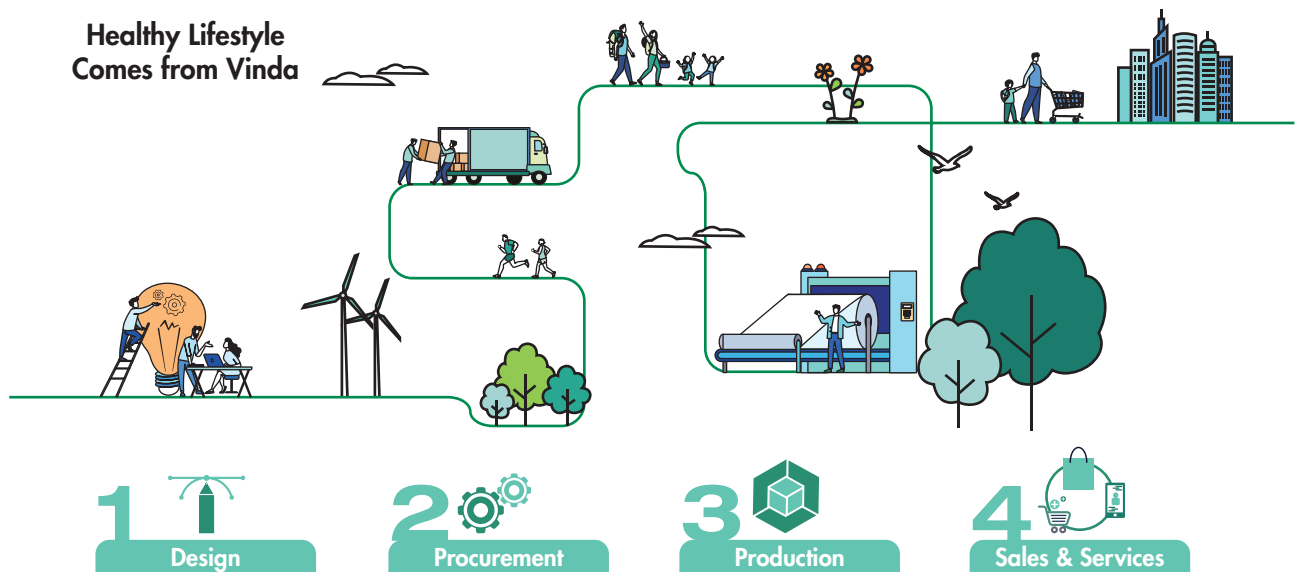 Healthy Lifestyle
Comes from Vinda
1
Design
2
Procurement
3
Production
4
Sales & Services